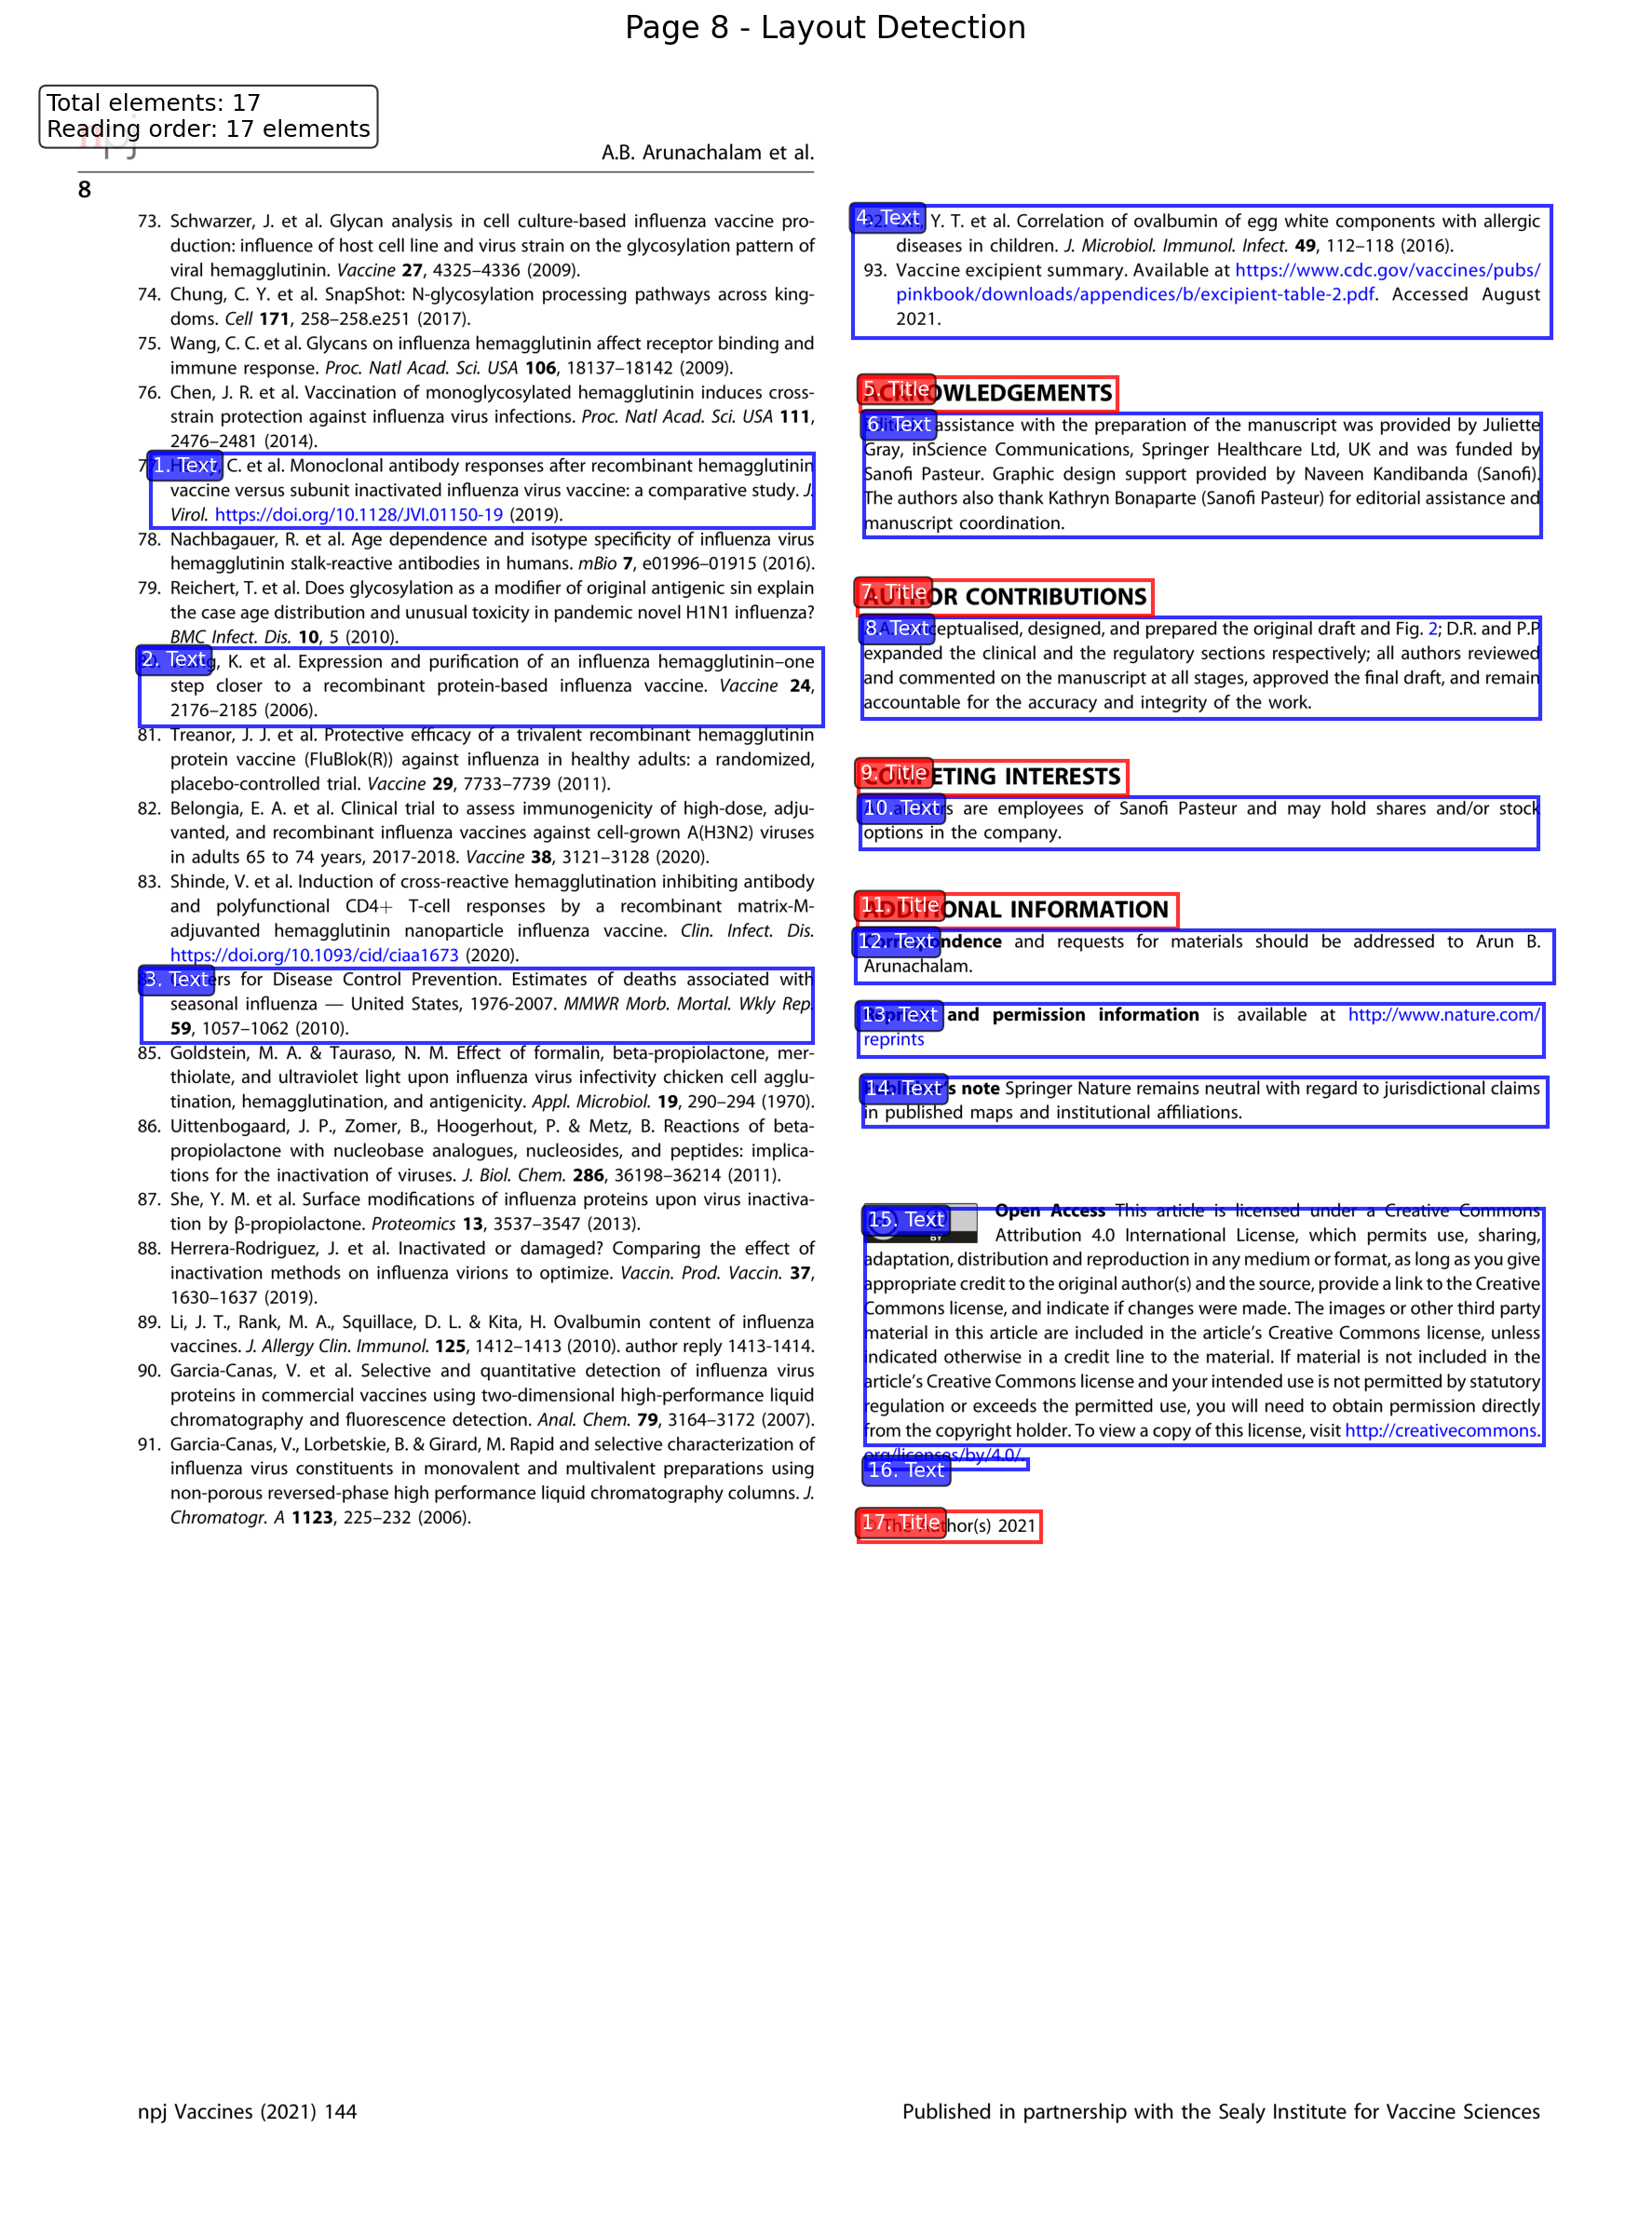 Page 8 - Layout Detection
Total elements: 17
Reading order: 17 elements
npj
A.B. Arunachalam et al.
8
73. Schwarzer, J. et al. Glycan analysis in cell culture-based influenza vaccine pro-
duction: influence of host cell line and virus strain on the glycosylation pattern of
viral hemagglutinin. Vaccine 27, 4325–4336 (2009).
74. Chung, C. Y. et al. SnapShot: N-glycosylation processing pathways across king-
doms. Cell 171, 258–258.e251 (2017).
75. Wang, C. C. et al. Glycans on influenza hemagglutinin affect receptor binding and
immune response. Proc. Natl Acad. Sci. USA 106, 18137–18142 (2009).
76. Chen, J. R. et al. Vaccination of monoglycosylated hemagglutinin induces cross-
strain protection against influenza virus infections. Proc. Natl Acad. Sci. USA 111,
2476–2481 (2014).
1. Text C. et al. Monoclonal antibody responses after recombinant hemagglutinin
vaccine versus subunit inactivated influenza virus vaccine: a comparative study. J.
Virol. https://doi.org/10.1128/JVI.01150-19 (2019).
78. Nachbagauer, R. et al. Age dependence and isotype specificity of influenza virus
hemagglutinin stalk-reactive antibodies in humans. mBio 7, e01996–01915 (2016).
79. Reichert, T. et al. Does glycosylation as a modifier of original antigenic sin explain
the case age distribution and unusual toxicity in pandemic novel H1N1 influenza?
BMC Infect. Dis. 10, 5 (2010).
2. Text K. et al. Expression and purification of an influenza hemagglutinin–one
step closer to a recombinant protein-based influenza vaccine. Vaccine 24,
2176–2185 (2006).
81. Treanor, J. J. et al. Protective efficacy of a trivalent recombinant hemagglutinin
protein vaccine (FluBlok(R)) against influenza in healthy adults: a randomized,
placebo-controlled trial. Vaccine 29, 7733–7739 (2011).
82. Belongia, E. A. et al. Clinical trial to assess immunogenicity of high-dose, adju-
vanted, and recombinant influenza vaccines against cell-grown A(H3N2) viruses
in adults 65 to 74 years, 2017-2018. Vaccine 38, 3121–3128 (2020).
83. Shinde, V. et al. Induction of cross-reactive hemagglutination inhibiting antibody
and polyfunctional CD4+ T-cell responses by a recombinant matrix-M-
adjuvanted hemagglutinin nanoparticle influenza vaccine. Clin. Infect. Dis.
https://doi.org/10.1093/cid/ciaa1673 (2020).
3. Text for Disease Control Prevention. Estimates of deaths associated with
seasonal influenza — United States, 1976-2007. MMWR Morb. Mortal. Wkly Rep.
59, 1057–1062 (2010).
85. Goldstein, M. A. & Tauraso, N. M. Effect of formalin, beta-propiolactone, mer-
thiolate, and ultraviolet light upon influenza virus infectivity chicken cell agglu-
tination, hemagglutination, and antigenicity. Appl. Microbiol. 19, 290–294 (1970).
86. Uittenbogaard, J. P., Zomer, B., Hoogerhout, P. & Metz, B. Reactions of beta-
propiolactone with nucleobase analogues, nucleosides, and peptides: implica-
tions for the inactivation of viruses. J. Biol. Chem. 286, 36198–36214 (2011).
87. She, Y. M. et al. Surface modifications of influenza proteins upon virus inactiva-
tion by β-propiolactone. Proteomics 13, 3537–3547 (2013).
88. Herrera-Rodriguez, J. et al. Inactivated or damaged? Comparing the effect of
inactivation methods on influenza virions to optimize. Vaccin. Prod. Vaccin. 37,
1630–1637 (2019).
89. Li, J. T., Rank, M. A., Squillace, D. L. & Kita, H. Ovalbumin content of influenza
vaccines. J. Allergy Clin. Immunol. 125, 1412–1413 (2010). author reply 1413-1414.
90. Garcia-Canas, V. et al. Selective and quantitative detection of influenza virus
proteins in commercial vaccines using two-dimensional high-performance liquid
chromatography and fluorescence detection. Anal. Chem. 79, 3164–3172 (2007).
91. Garcia-Canas, V., Lorbetskie, B. & Girard, M. Rapid and selective characterization of
influenza virus constituents in monovalent and multivalent preparations using
non-porous reversed-phase high performance liquid chromatography columns. J.
Chromatogr. A 1123, 225–232 (2006).
4. Text Y. T. et al. Correlation of ovalbumin of egg white components with allergic
diseases in children. J. Microbiol. Immunol. Infect. 49, 112–118 (2016).
93. Vaccine excipient summary. Available at https://www.cdc.gov/vaccines/pubs/
pinkbook/downloads/appendices/b/excipient-table-2.pdf. Accessed August
2021.
5. Title ACKNOWLEDGEMENTS
6. Text assistance with the preparation of the manuscript was provided by Juliette
Gray, inScience Communications, Springer Healthcare Ltd, UK and was funded by
Sanofi Pasteur. Graphic design support provided by Naveen Kandibanda (Sanofi).
The authors also thank Kathryn Bonaparte (Sanofi Pasteur) for editorial assistance and
manuscript coordination.
7. Title AUTHOR CONTRIBUTIONS
8. Text conceptualised, designed, and prepared the original draft and Fig. 2; D.R. and P.P
expanded the clinical and the regulatory sections respectively; all authors reviewed
and commented on the manuscript at all stages, approved the final draft, and remain
accountable for the accuracy and integrity of the work.
9. Title COMPETING INTERESTS
10. Text are employees of Sanofi Pasteur and may hold shares and/or stock
options in the company.
11. Title ADDITIONAL INFORMATION
12. Text Correspondence and requests for materials should be addressed to Arun B.
Arunachalam.
13. Text and permission information is available at http://www.nature.com/
reprints
14. Text Publisher's note Springer Nature remains neutral with regard to jurisdictional claims
in published maps and institutional affiliations.
15. Text BY Open Access This article is licensed under a Creative Commons
Attribution 4.0 International License, which permits use, sharing,
adaptation, distribution and reproduction in any medium or format, as long as you give
appropriate credit to the original author(s) and the source, provide a link to the Creative
Commons license, and indicate if changes were made. The images or other third party
material in this article are included in the article's Creative Commons license, unless
indicated otherwise in a credit line to the material. If material is not included in the
article's Creative Commons license and your intended use is not permitted by statutory
regulation or exceeds the permitted use, you will need to obtain permission directly
from the copyright holder. To view a copy of this license, visit http://creativecommons.
org/licenses/by/4.0/.
16. Text
17. Title © The Author(s) 2021
npj Vaccines (2021) 144
Published in partnership with the Sealy Institute for Vaccine Sciences